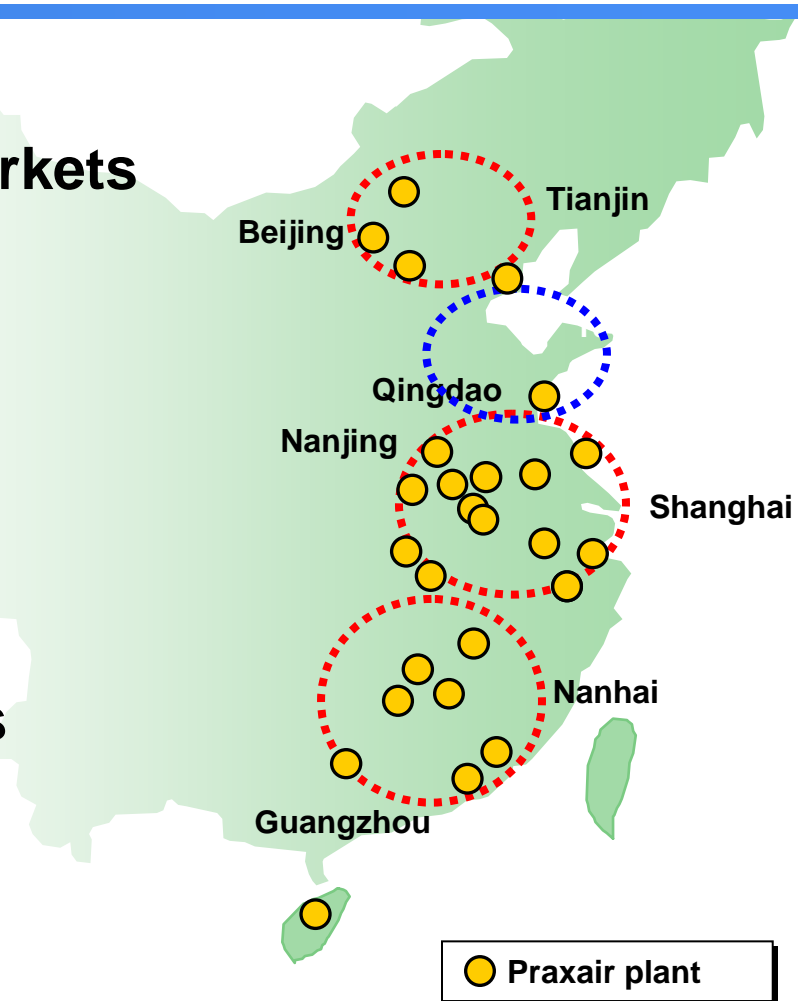 rkets
Tianjin
Beijing
Qingdao
Nanjing
Shanghai
Nanhai
s
Guangzhou
Praxair plant